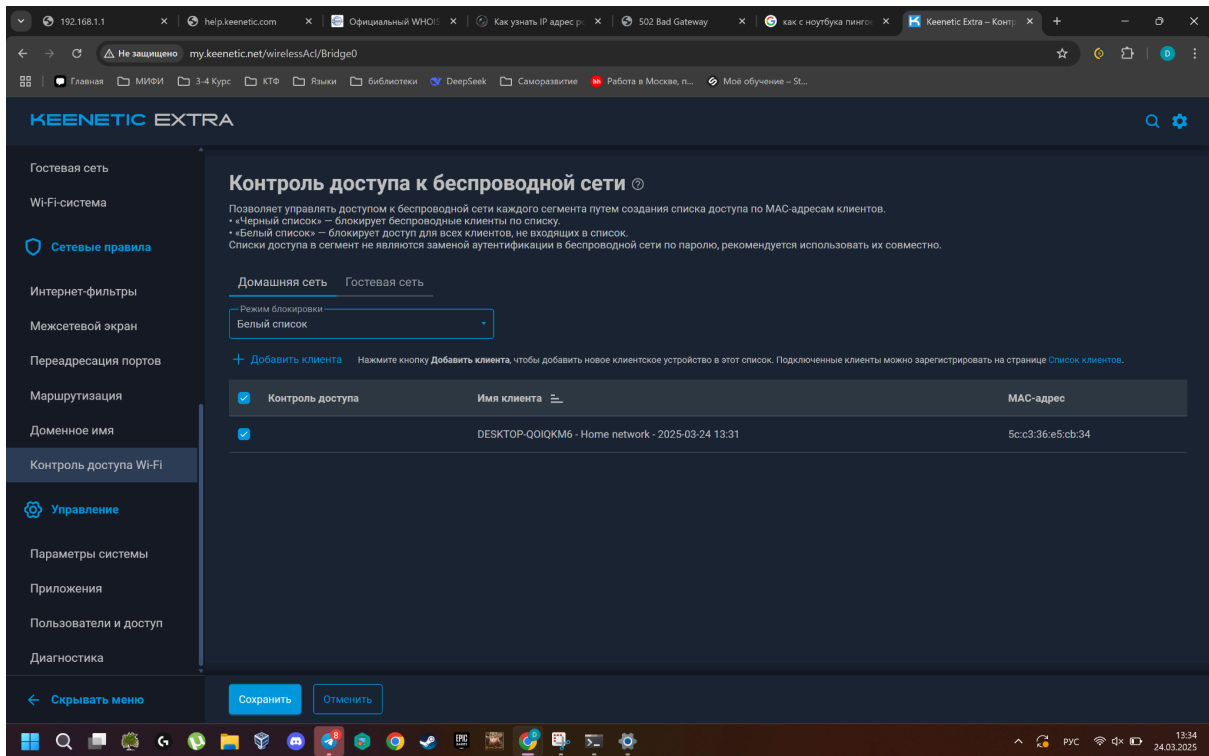 192.168.1.1
help.keenetic.com
Официальный WHOIS
Как узнать IP адрес ро
502 Bad Gateway
как с ноутбука пингов
Keenetic Extra – Контр
Не защищено my.keenetic.net/wirelessAcl/Bridge0
Главная МИФИ 3-4 Курс КТФ Языки библиотеки DeepSeek Саморазвитие hh Работа в Москве, п... Моё обучение – St...
KEENETIC EXTRA
Гостевая сеть
Wi-Fi-система
Сетевые правила
Интернет-фильтры
Межсетевой экран
Переадресация портов
Маршрутизация
Доменное имя
Контроль доступа Wi-Fi
Управление
Параметры системы
Приложения
Пользователи и доступ
Диагностика
Скрывать меню
Контроль доступа к беспроводной сети
Позволяет управлять доступом к беспроводной сети каждого сегмента путем создания списка доступа по MAC-адресам клиентов.
• «Черный список» — блокирует беспроводные клиенты по списку.
• «Белый список» — блокирует доступ для всех клиентов, не входящих в список.
Списки доступа в сегмент не являются заменой аутентификации в беспроводной сети по паролю, рекомендуется использовать их совместно.
Домашняя сеть Гостевая сеть
Режим блокировки
Белый список
+ Добавить клиента Нажмите кнопку Добавить клиента, чтобы добавить новое клиентское устройство в этот список. Подключенные клиенты можно зарегистрировать на странице Список клиентов.
Контроль доступа Имя клиента MAC-адрес
DESKTOP-QOIQKM6 - Home network - 2025-03-24 13:31 5c:c3:36:e5:cb:34
Сохранить Отменить
8
EPIC GAMES
РУС
13:34
24.03.2025